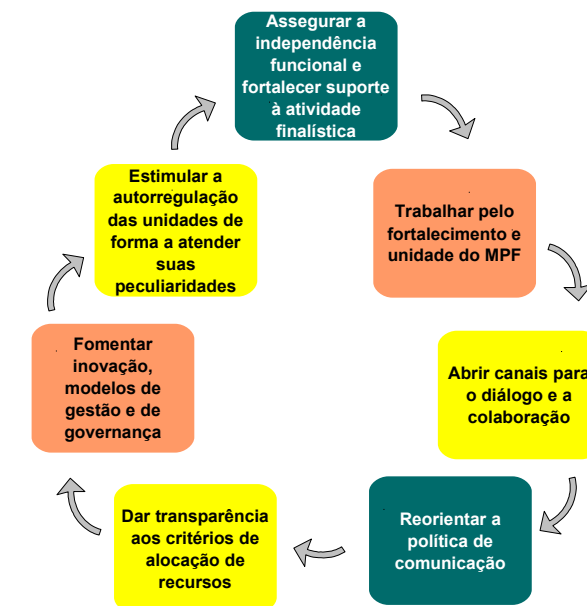 Assegurar a
independência
funcional e
fortalecer suporte
à atividade
finalística
Trabalhar pelo
fortalecimento e
unidade do MPF
Abrir canais para
o diálogo e a
colaboração
Reorientar a
política de
comunicação
Dar transparência
aos critérios de
alocação de
recursos
Fomentar
inovação,
modelos de
gestão e de
governança
Estimular a
autorregulação
das unidades de
forma a atender
suas
peculiaridades